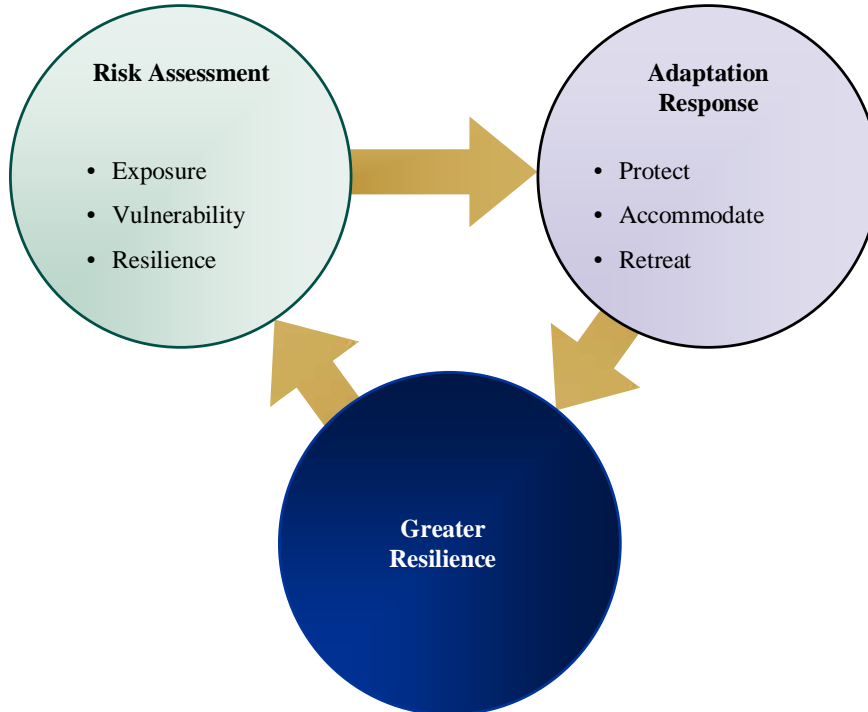 Risk Assessment
• Exposure
• Vulnerability
• Resilience
Adaptation
Response
• Protect
• Accommodate
• Retreat
Greater
Resilience